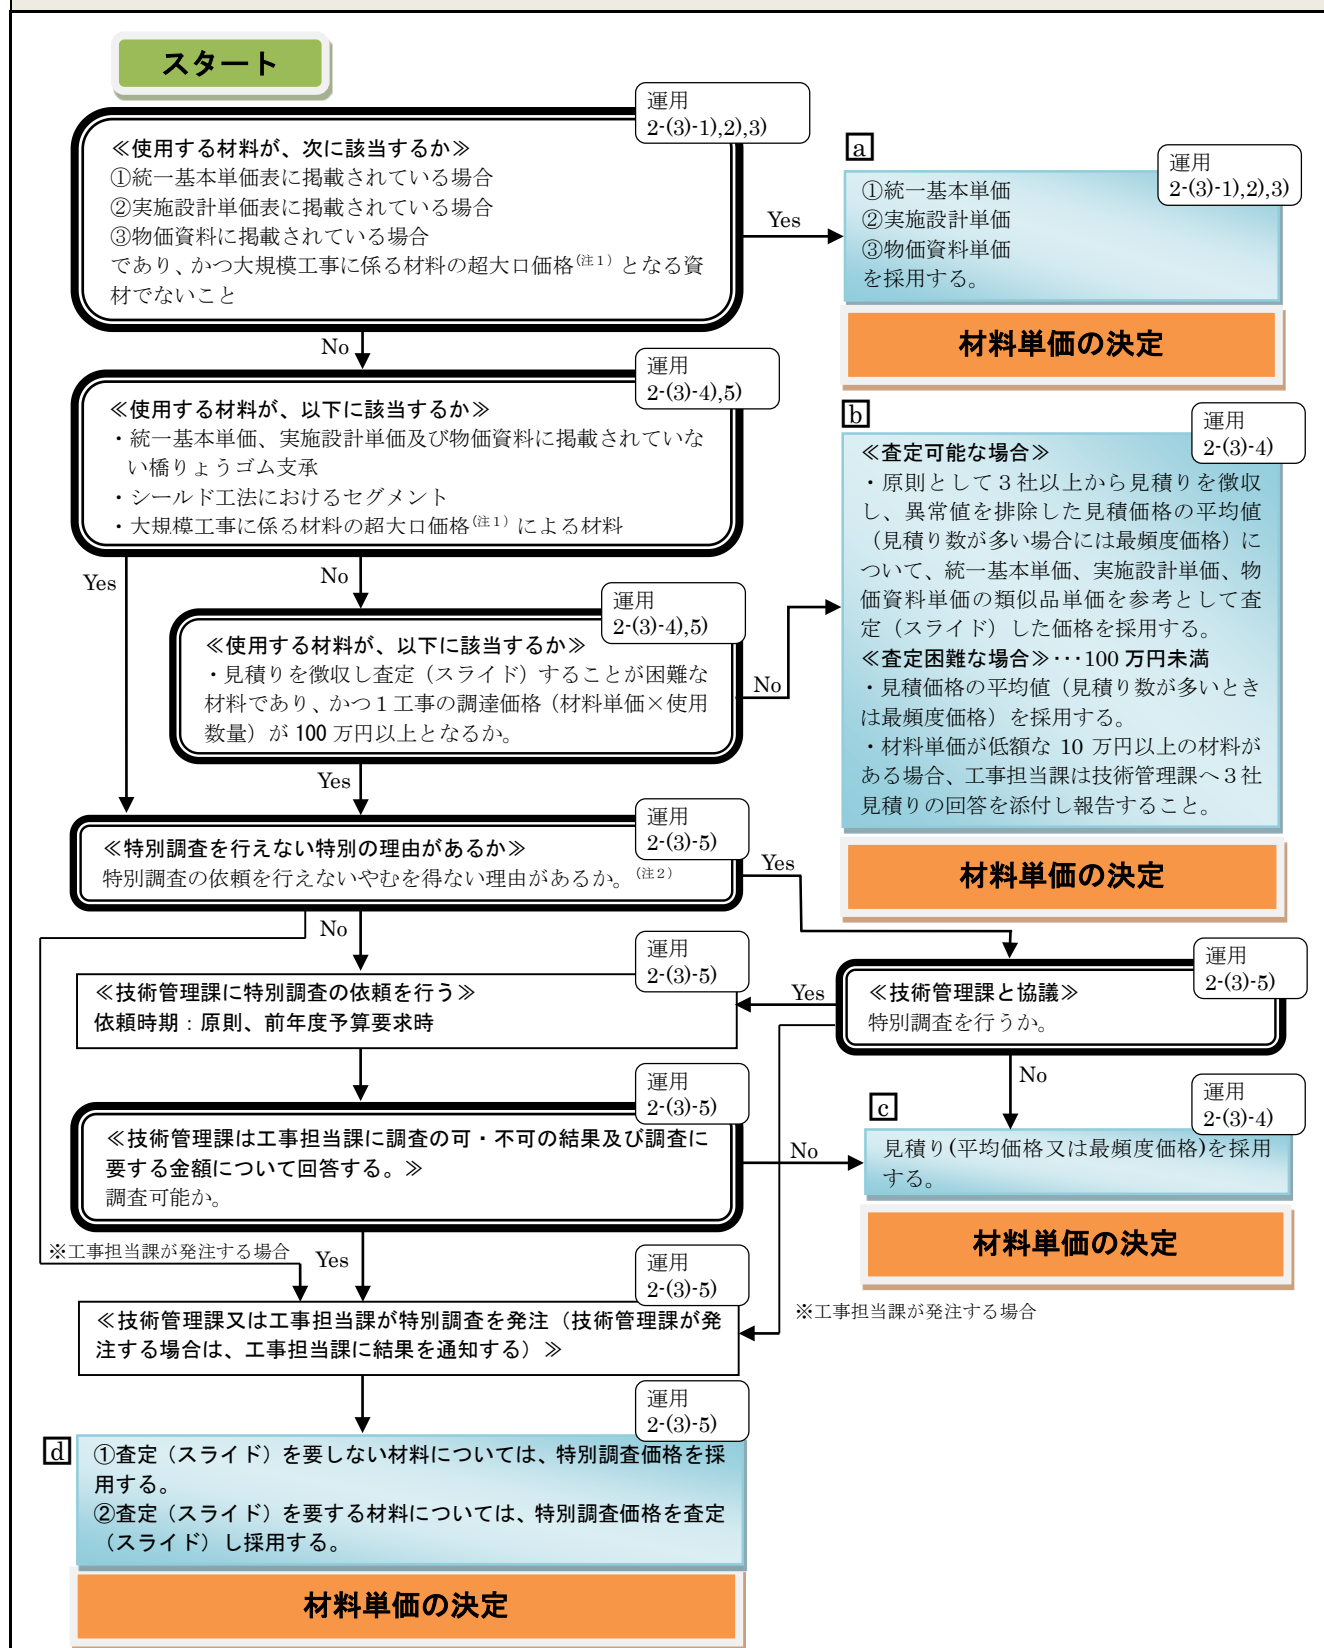 スタート
運用
2-(3)-1),2),3)
≪使用する材料が、次に該当するか≫
①統一基本単価表に掲載されている場合
②実施設計単価表に掲載されている場合
③物価資料に掲載されている場合
であり、かつ大規模工事に係る材料の超大口価格(注1)となる資
材でないこと
Yes
a
運用
2-(3)-1),2),3)
①統一基本単価
②実施設計単価
③物価資料単価
を採用する。
材料単価の決定
No
運用
2-(3)-4),5)
≪使用する材料が、以下に該当するか≫
・統一基本単価、実施設計単価及び物価資料に掲載されていな
い橋りょうゴム支承
・シールド工法におけるセグメント
・大規模工事に係る材料の超大口価格(注1)による材料
Yes
No
b
運用
2-(3)-4)
≪査定可能な場合≫
・原則として3社以上から見積りを徴収
し、異常値を排除した見積価格の平均値
（見積り数が多い場合には最頻度価格）に
ついて、統一基本単価、実施設計単価、物
価資料単価の類似品単価を参考として査
定（スライド）した価格を採用する。
≪査定困難な場合≫･･･100万円未満
・見積価格の平均値（見積り数が多いとき
は最頻度価格）を採用する。
・材料単価が低額な 10 万円以上の材料が
ある場合、工事担当課は技術管理課へ3社
見積りの回答を添付し報告すること。
材料単価の決定
運用
2-(3)-4),5)
≪使用する材料が、以下に該当するか≫
・見積りを徴収し査定（スライド）することが困難な
材料であり、かつ1工事の調達価格（材料単価×使用
数量）が 100 万円以上となるか。
No
Yes
運用
2-(3)-5)
≪特別調査を行えない特別の理由があるか≫
特別調査の依頼を行えないやむを得ない理由があるか。(注2)
Yes
No
運用
2-(3)-5)
≪技術管理課に特別調査の依頼を行う≫
依頼時期：原則、前年度予算要求時
Yes
運用
2-(3)-5)
≪技術管理課と協議≫
特別調査を行うか。
No
運用
2-(3)-5)
≪技術管理課は工事担当課に調査の可・不可の結果及び調査に
要する金額について回答する。≫
調査可能か。
No
c
運用
2-(3)-4)
見積り(平均価格又は最頻度価格)を採用
する。
材料単価の決定
※工事担当課が発注する場合
Yes
運用
2-(3)-5)
≪技術管理課又は工事担当課が特別調査を発注（技術管理課が発
注する場合は、工事担当課に結果を通知する）≫
※工事担当課が発注する場合
運用
2-(3)-5)
d
①査定（スライド）を要しない材料については、特別調査価格を採
用する。
②査定（スライド）を要する材料については、特別調査価格を査定
（スライド）し採用する。
材料単価の決定